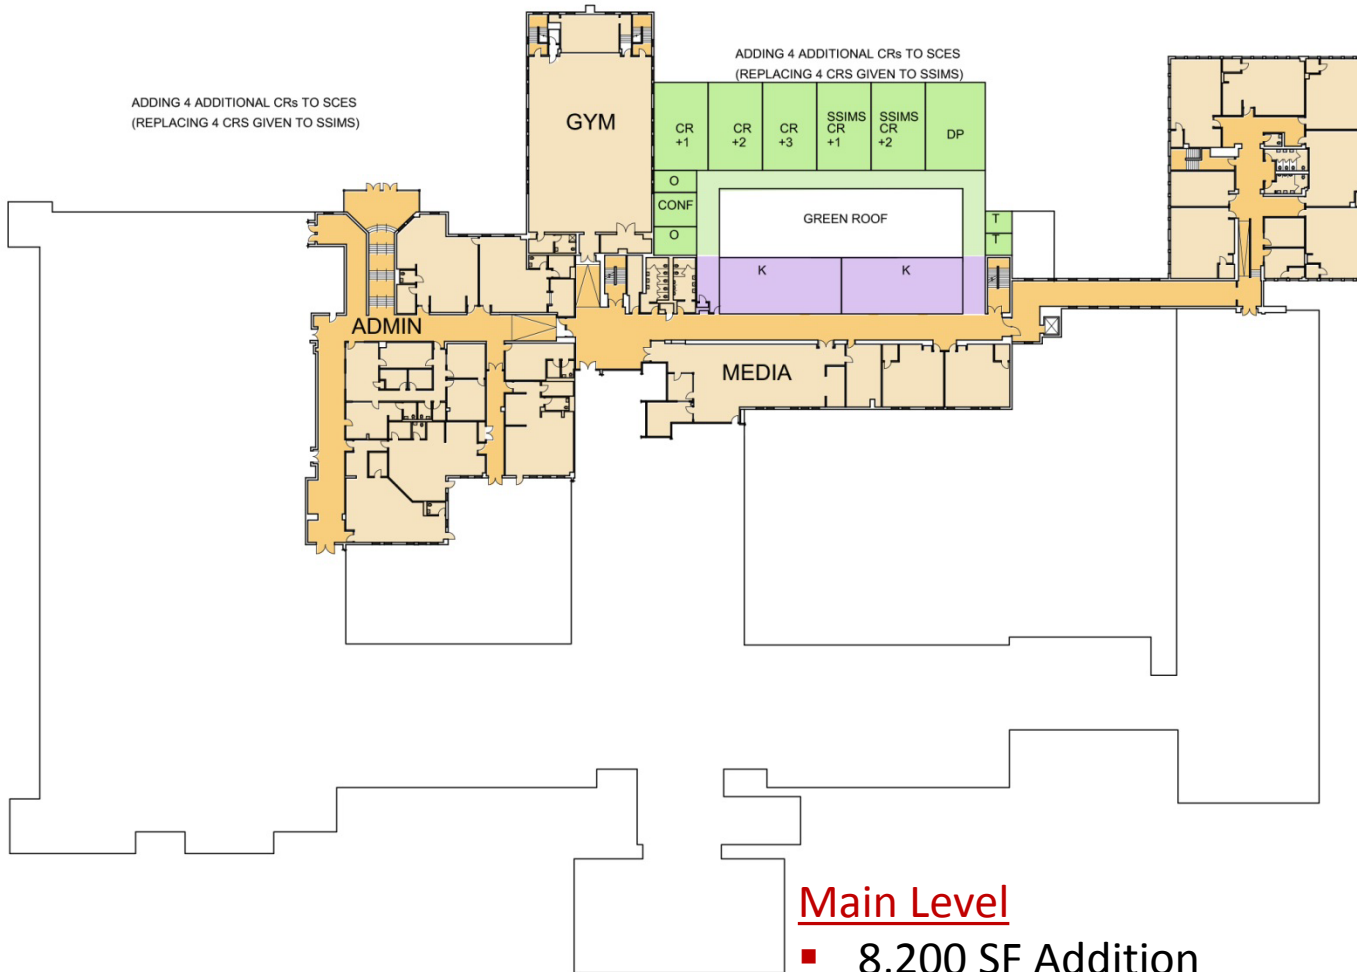 ADDING 4 ADDITIONAL CRs TO SCES
(REPLACING 4 CRS GIVEN TO SSIMS)
ADDING 4 ADDITIONAL CRs TO SCES
(REPLACING 4 CRS GIVEN TO SSIMS)
GYM
CR
+1
CR
+2
CR
+3
SSIMS
CR
+1
SSIMS
CR
+2
DP
O
CONF
O
GREEN ROOF
T
T
K
K
ADMIN
MEDIA
Main Level
▪ 8,200 SF Addition